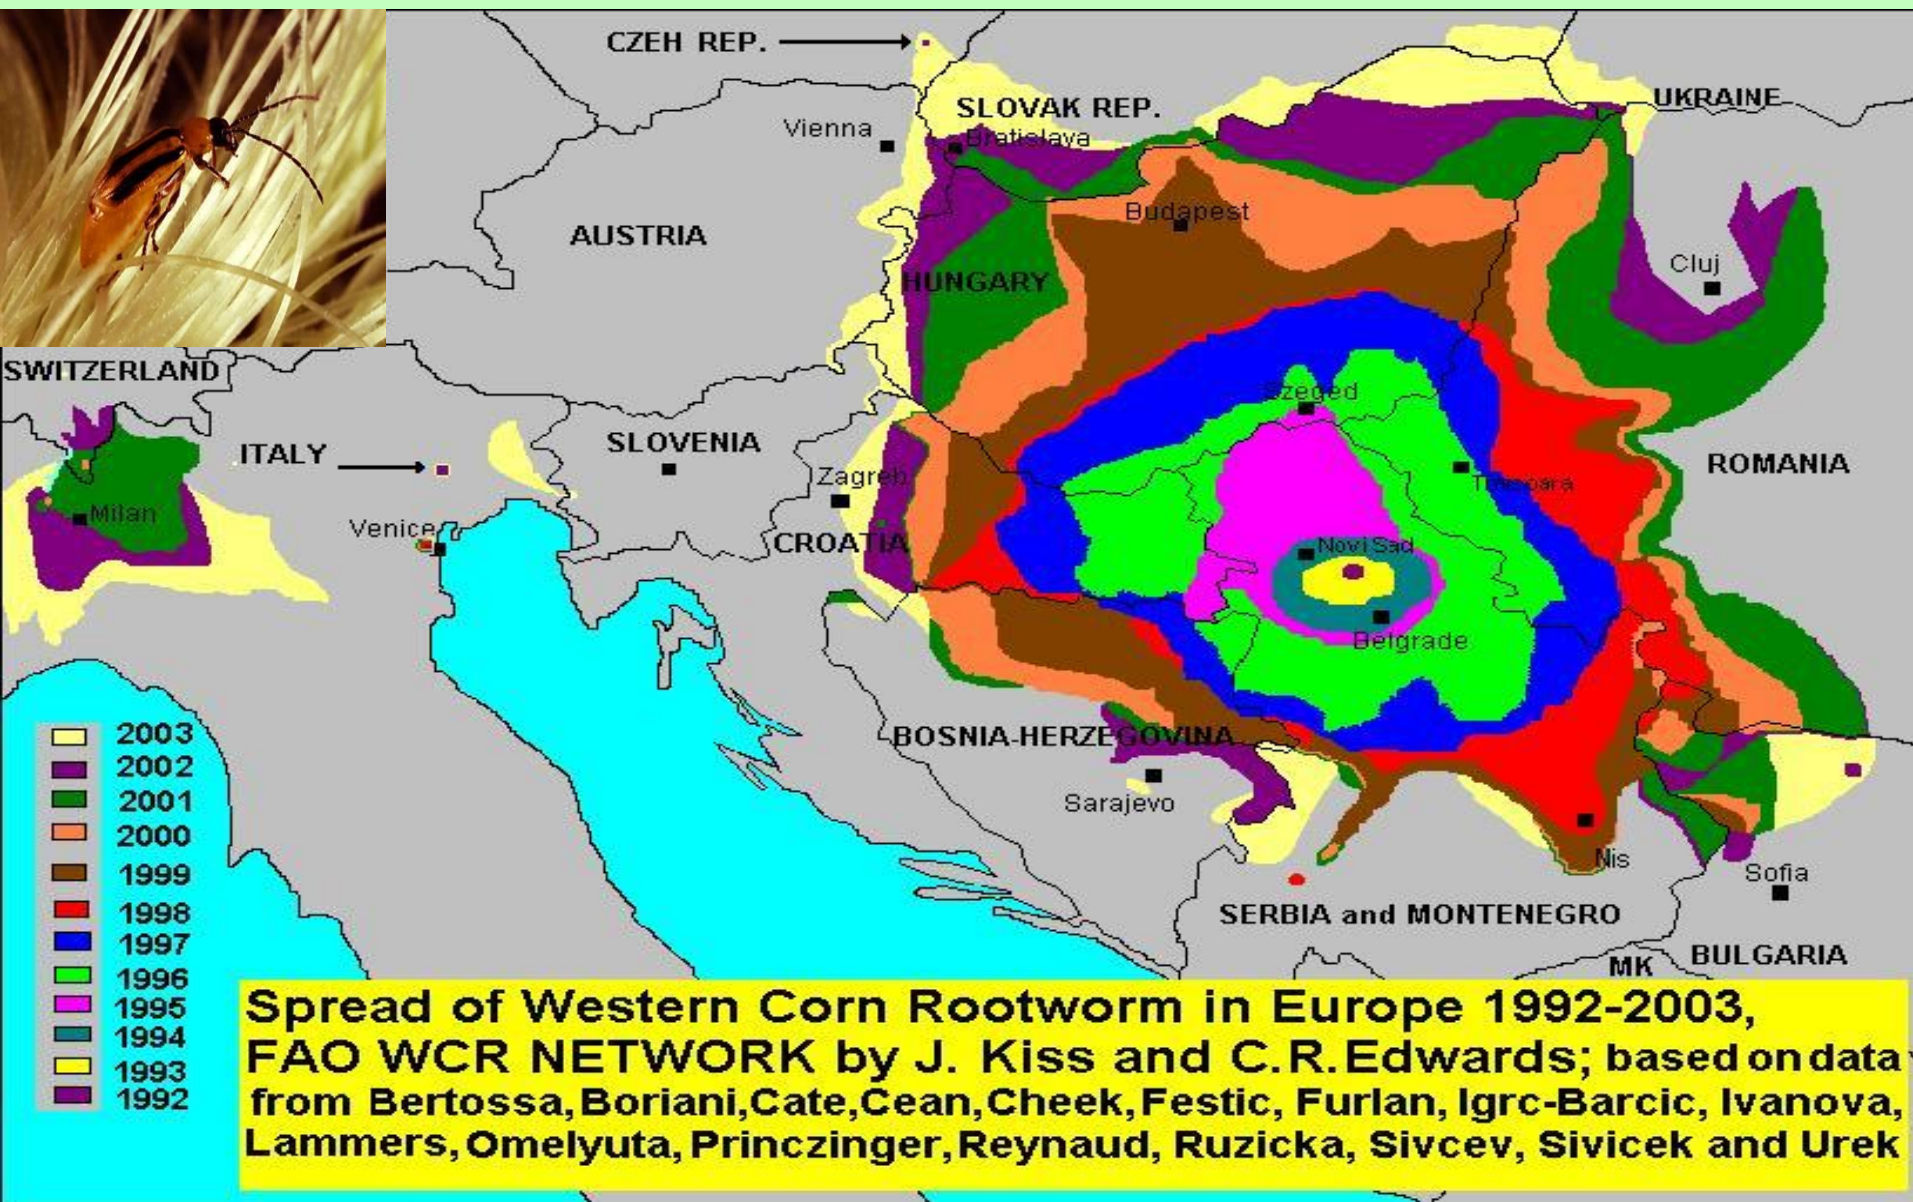 CZEH REP.
UKRAINE
SLOVAK REP.
Vienna
Bratislava
Budapest
AUSTRIA
Cluj
HUNGARY
SWITZERLAND
Szeged
ITALY
SLOVENIA
ROMANIA
Zagreb
Timisoara
Milan
Venice
CROATIA
Novi Sad
Belgrade
BOSNIA-HERZEGOVINA
Sarajevo
Nis
Sofia
SERBIA and MONTENEGRO
BULGARIA
MK
2003
2002
2001
2000
1999
1998
1997
1996
1995
1994
1993
1992
Spread of Western Corn Rootworm in Europe 1992-2003,
FAO WCR NETWORK by J. Kiss and C.R.Edwards; based on data
from Bertossa, Boriani, Cate, Cean, Cheek, Festic, Furlan, Igrc-Barcic, Ivanova,
Lammers, Omelyuta, Princzinger, Reynaud, Ruzicka, Sivcev, Sivicek and Urek